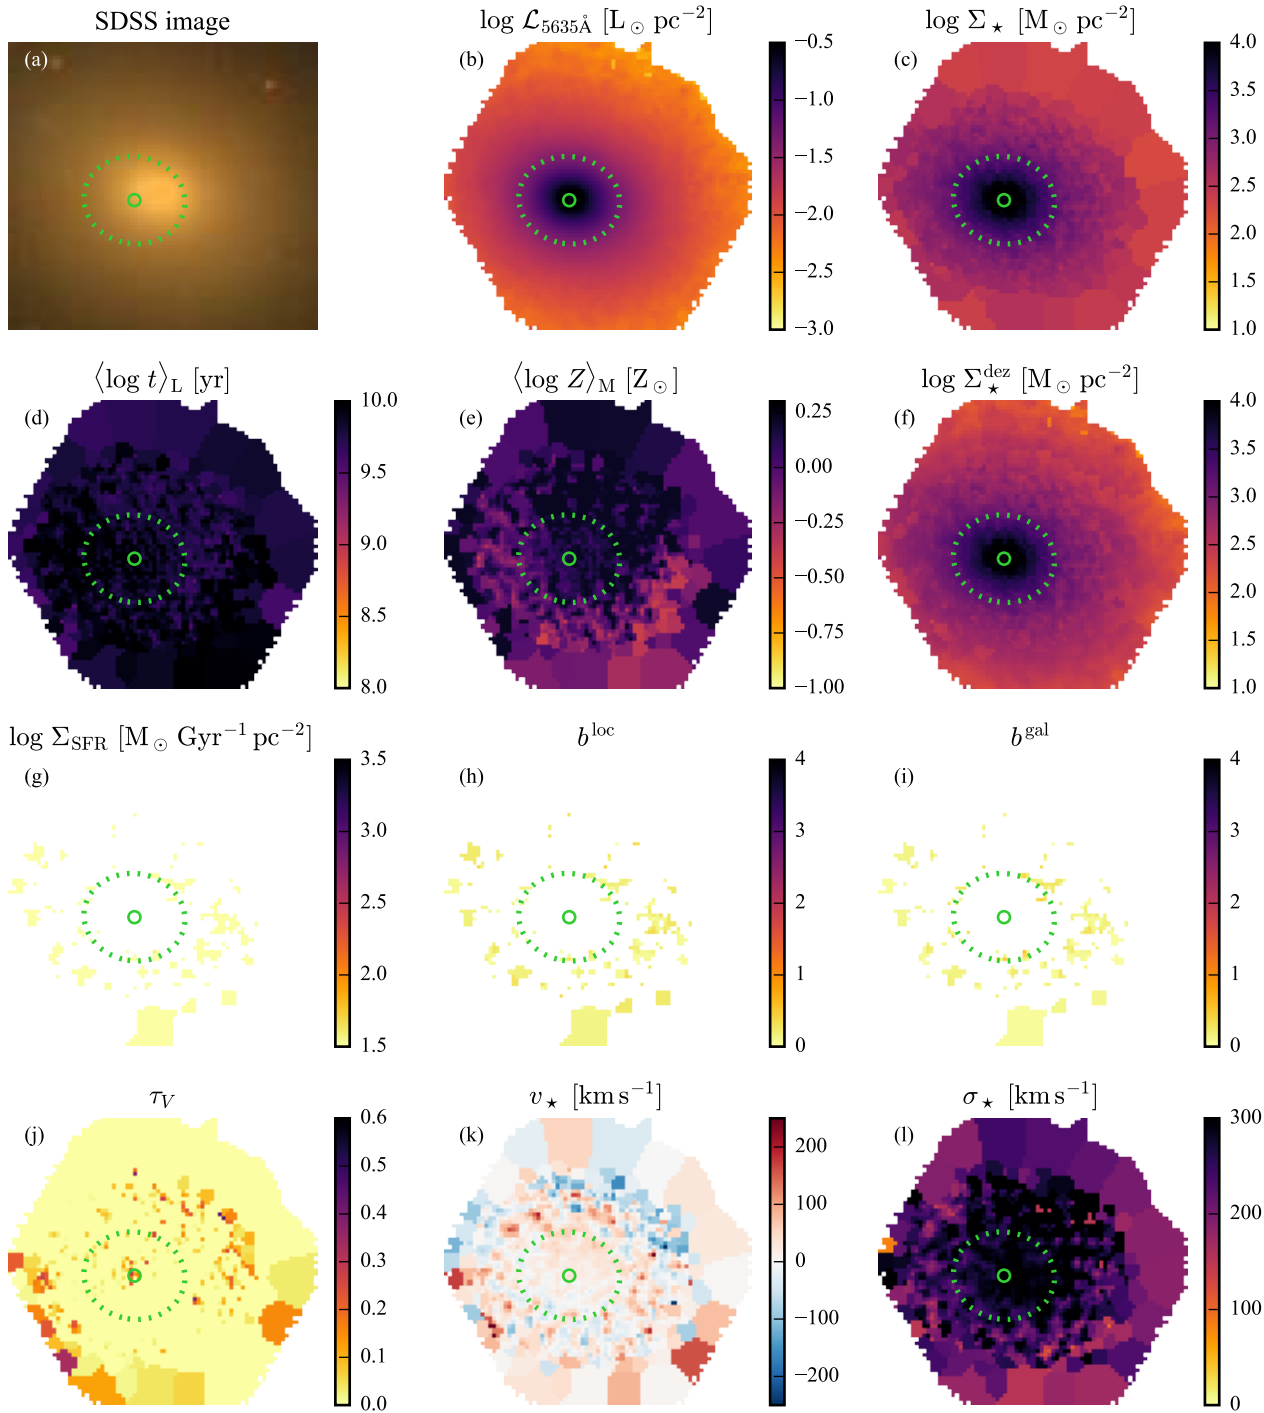 SDSS image
log ℒ₅₆₃₅Å [L⊙ pc⁻²]
log Σ⋆ [M⊙ pc⁻²]
(a)
(b)
−0.5
−1.0
−1.5
−2.0
−2.5
−3.0
(c)
4.0
3.5
3.0
2.5
2.0
1.5
1.0
⟨log t⟩L [yr]
⟨log Z⟩M [Z⊙]
log Σ⋆ᵈᵉᶻ [M⊙ pc⁻²]
(d)
10.0
9.5
9.0
8.5
8.0
(e)
0.25
0.00
−0.25
−0.50
−0.75
−1.00
(f)
4.0
3.5
3.0
2.5
2.0
1.5
1.0
log ΣSFR [M⊙ Gyr⁻¹ pc⁻²]
bˡᵒᶜ
bᵍᵃˡ
(g)
3.5
3.0
2.5
2.0
1.5
(h)
4
3
2
1
0
(i)
4
3
2
1
0
τV
v⋆ [km s⁻¹]
σ⋆ [km s⁻¹]
(j)
0.6
0.5
0.4
0.3
0.2
0.1
0.0
(k)
200
100
0
−100
−200
(l)
300
200
100
0